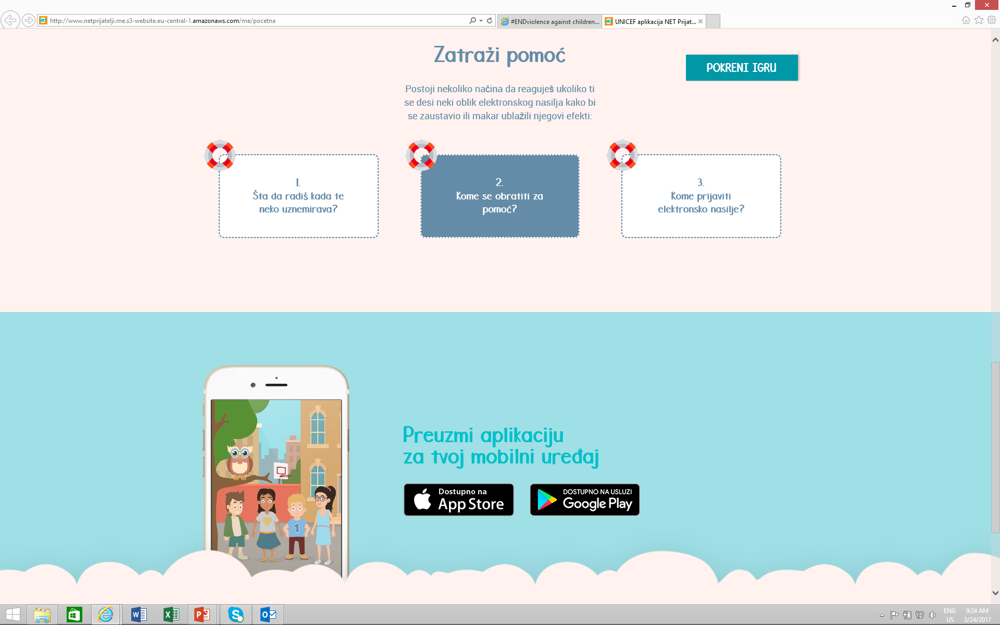 http://www.netprijatelji.me.s3-website.eu-central-1.amazonaws.com/me/pocetna
#ENDviolence against children...
UNICEF aplikacija NET Prijat...
Zatraži pomoć
POKRENI IGRU
Postoji nekoliko načina da reaguješ ukoliko ti
se desi neki oblik elektronskog nasilja kako bi
se zaustavio ili makar ublažili njegovi efekti:
1.
Šta da radiš kada te
neko uznemirava?
2.
Kome se obratiti za
pomoć?
3.
Kome prijaviti
elektronsko nasilje?
1
Preuzmi aplikaciju
za tvoj mobilni uređaj
Dostupno na
App Store
DOSTUPNO NA USLUZI
Google Play
ENG
US
9:24 AM
3/24/2017